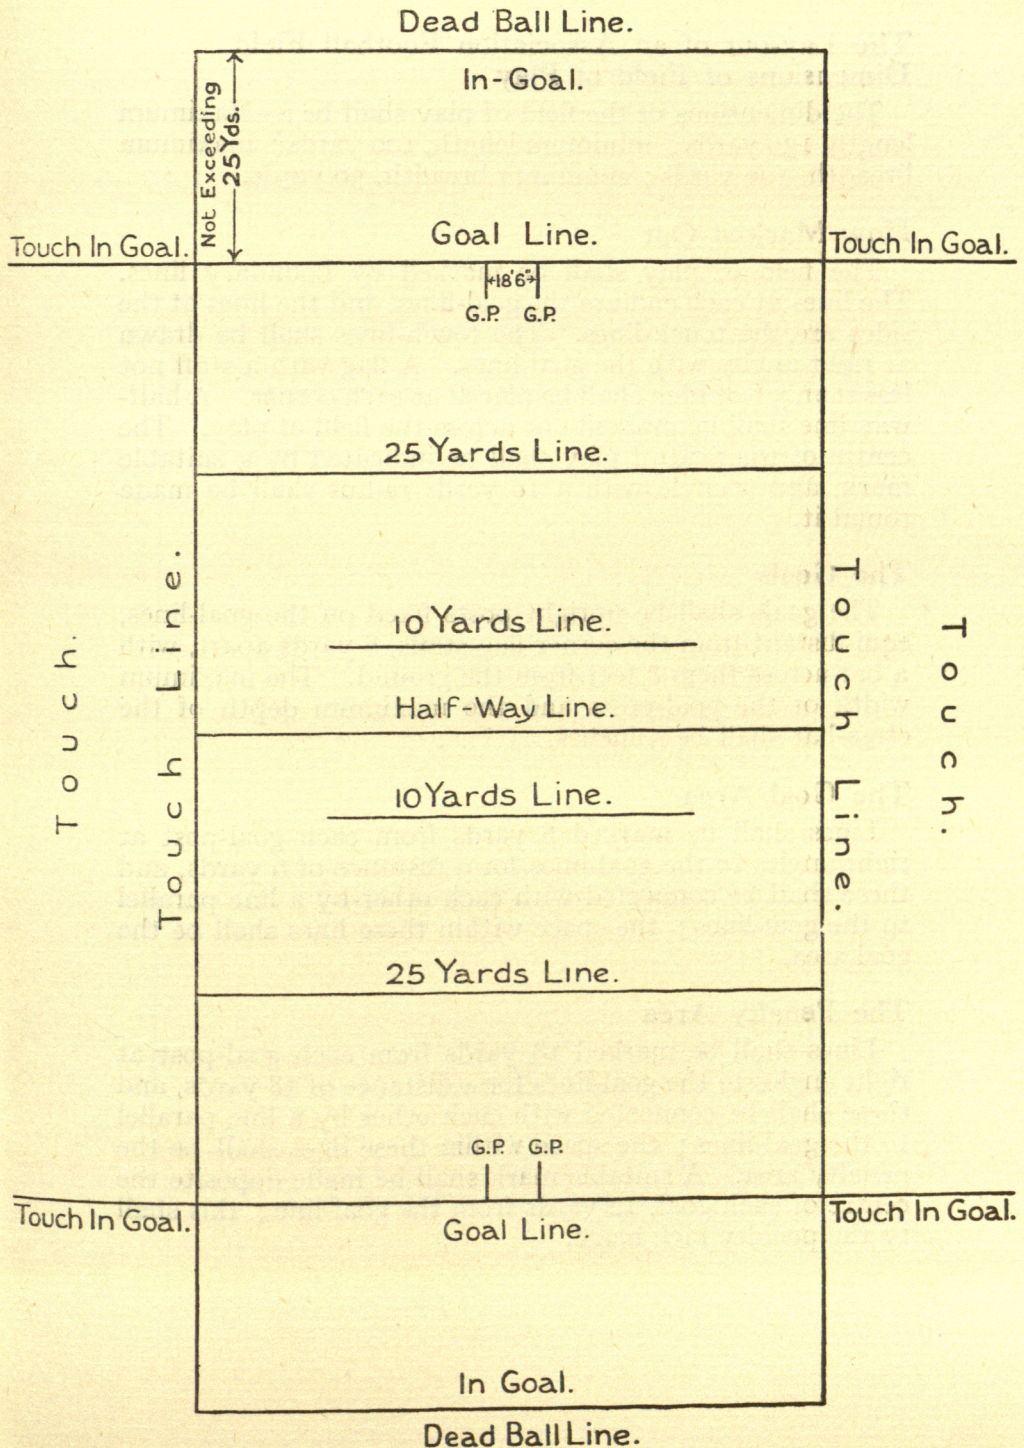 Dead Ball Line.
In-Goal.
Not Exceeding
25 Yds.
Goal Line.
Touch In Goal.
Touch In Goal.
18'6"
G.P. G.P.
25 Yards Line.
Touch.
Touch Line.
10 Yards Line.
Half-Way Line.
10 Yards Line.
Touch Line.
Touch.
25 Yards Line.
G.P. G.P.
Touch In Goal.
Goal Line.
Touch In Goal.
In Goal.
Dead Ball Line.